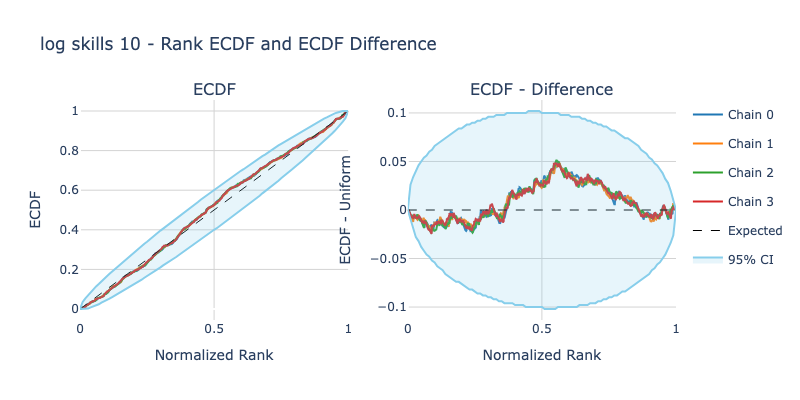 log skills 10 - Rank ECDF and ECDF Difference
ECDF
ECDF - Difference
1
0.8
0.6
0.4
0.2
0
ECDF
0
0.5
1
Normalized Rank
0.1
0.05
0
−0.05
−0.1
ECDF - Uniform
0
0.5
1
Normalized Rank
Chain 0
Chain 1
Chain 2
Chain 3
Expected
95% CI